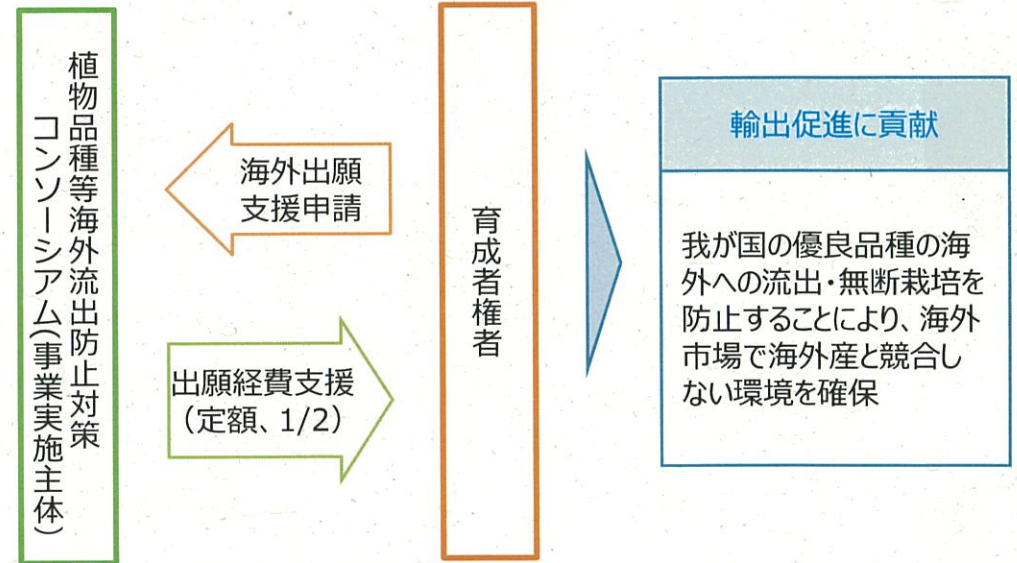 植物品種等海外流出防止対策
コンソーシアム(事業実施主体)
海外出願
支援申請
出願経費支援
(定額、1/2)
育成者権者
輸出促進に貢献
我が国の優良品種の海
外への流出・無断栽培を
防止することにより、海外
市場で海外産と競合し
ない環境を確保